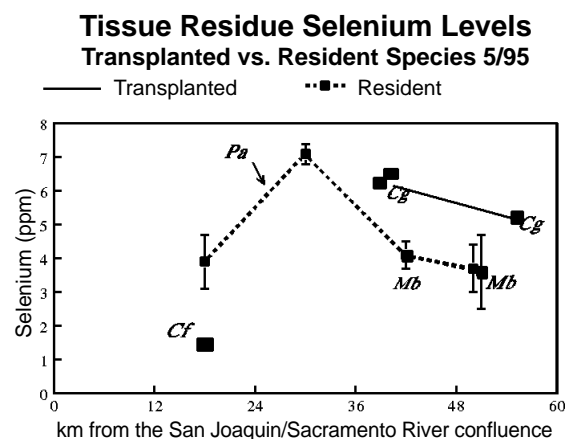 Tissue Residue Selenium Levels
Transplanted vs. Resident Species 5/95
Transplanted Resident
8
7
6
5
4
3
2
1
0
Selenium (ppm)
Pa
Cg
Cg
Mb
Mb
Cf
0 12 24 36 48 60
km from the San Joaquin/Sacramento River confluence